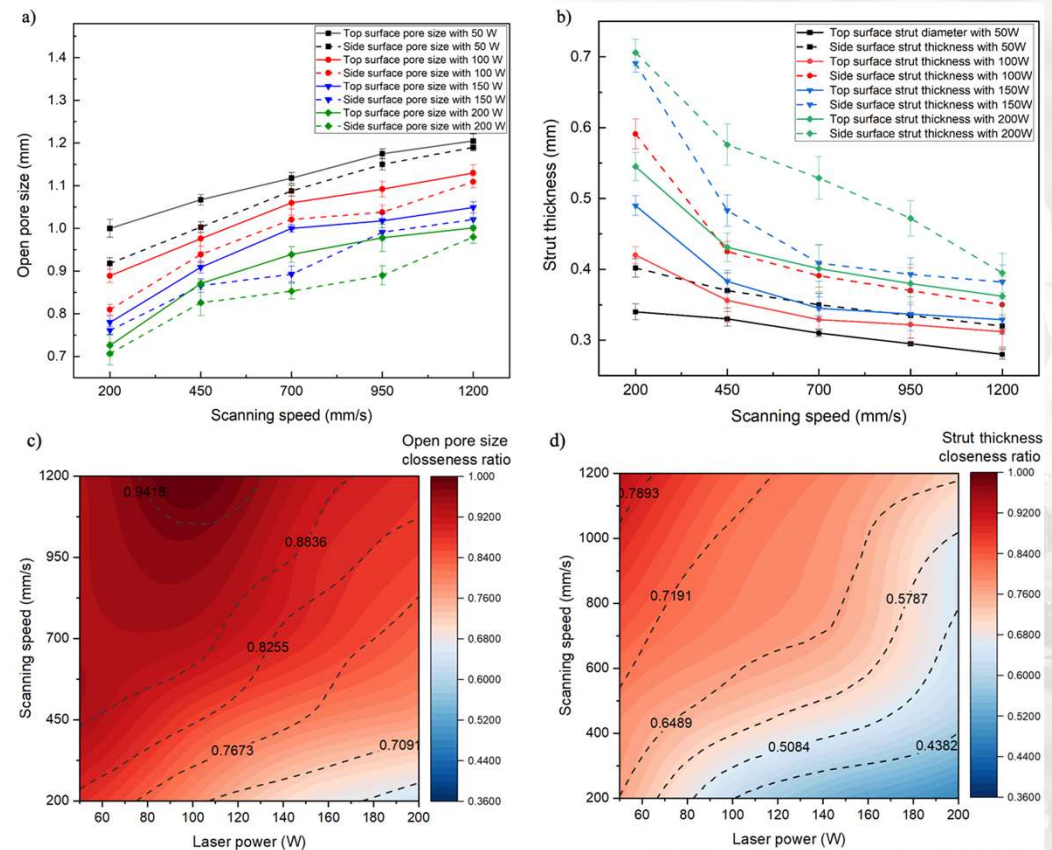 a)
1.4
1.3
1.2
1.1
1.0
0.9
0.8
0.7
Open pore size (mm)
Top surface pore size with 50 W
Side surface pore size with 50 W
Top surface pore size with 100 W
Side surface pore size with 100 W
Top surface pore size with 150 W
Side surface pore size with 150 W
Top surface pore size with 200 W
Side surface pore size with 200 W
200 450 700 950 1200
Scanning speed (mm/s)
b)
0.7
0.6
0.5
0.4
0.3
Strut thickness (mm)
Top surface strut diameter with 50W
Side surface strut thickness with 50W
Top surface strut thickness with 100W
Side surface strut thickness with 100W
Top surface strut thickness with 150W
Side surface strut thickness with 150W
Top surface strut thickness with 200W
Side surface strut thickness with 200W
200 450 700 950 1200
Scanning speed (mm/s)
c)
Open pore size
closseness ratio
1200
950
700
450
200
Scanning speed (mm/s)
0.9418
0.8836
0.8255
0.7673
0.7091
60 80 100 120 140 160 180 200
Laser power (W)
1.000
0.9200
0.8400
0.7600
0.6800
0.6000
0.5200
0.4400
0.3600
d)
Strut thickness
closeness ratio
1200
1000
800
600
400
200
Scanning speed (mm/s)
0.7893
0.7191
0.6489
0.5787
0.5084
0.4382
60 80 100 120 140 160 180 200
Laser power (W)
1.000
0.9200
0.8400
0.7600
0.6800
0.6000
0.5200
0.4400
0.3600